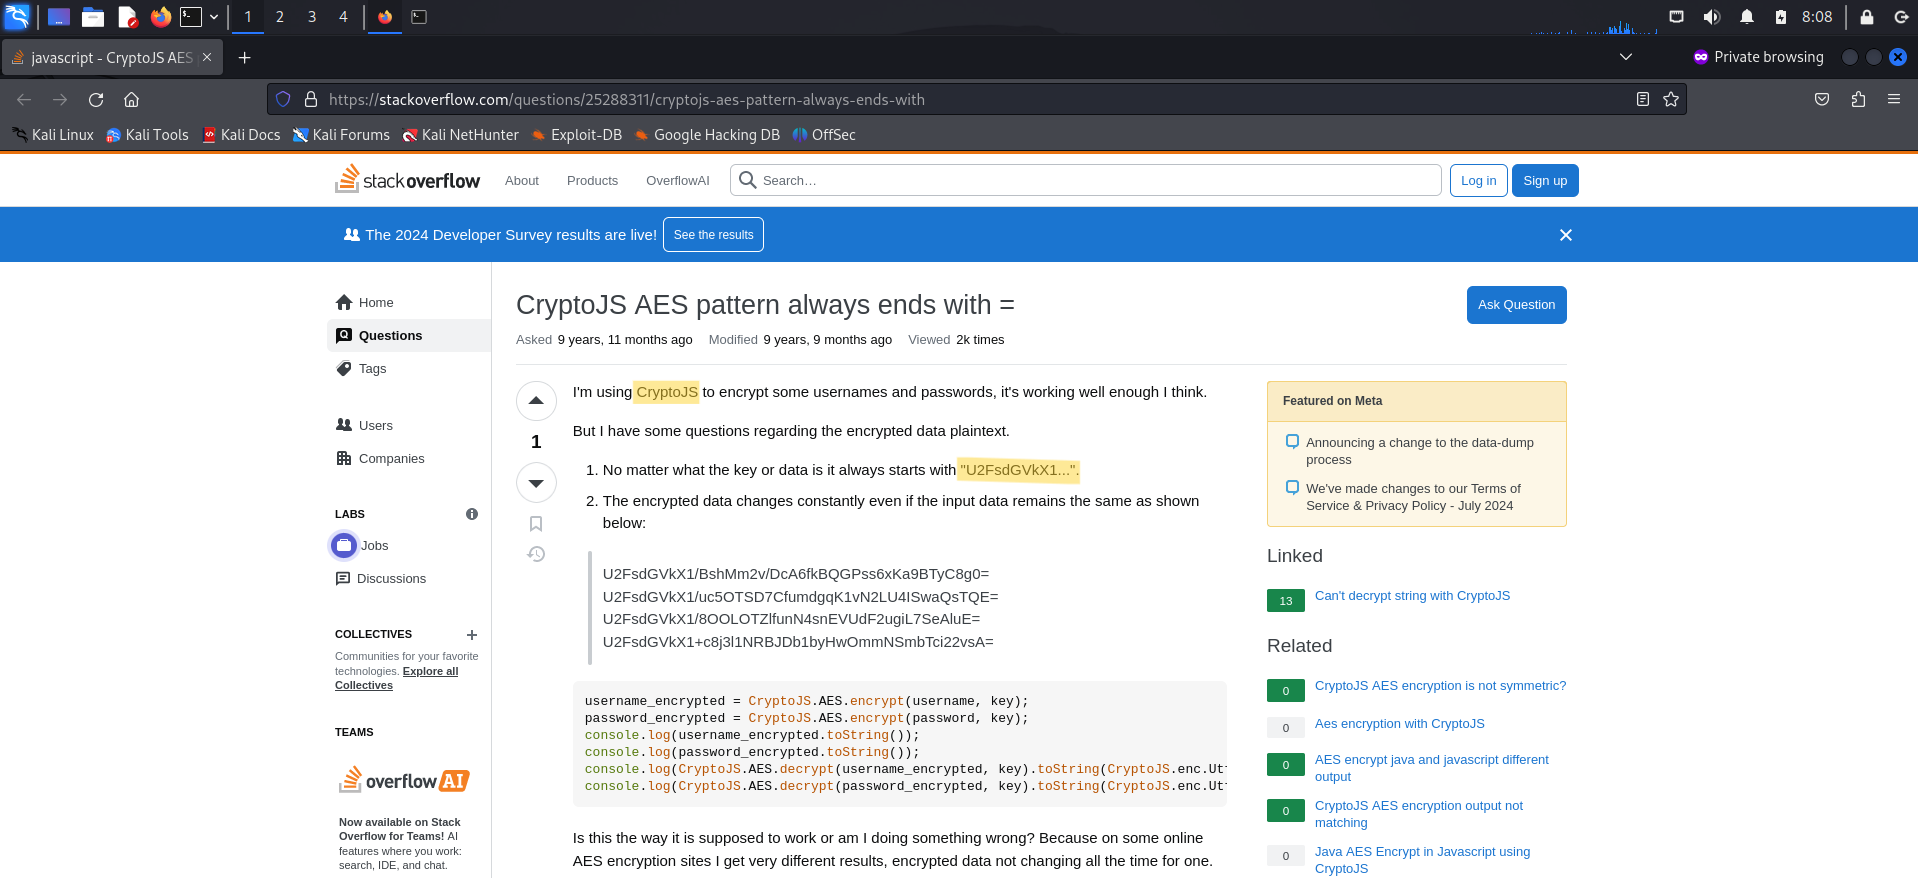 1 2 3 4 8:08
javascript - CryptoJS AES
Private browsing
https://stackoverflow.com/questions/25288311/cryptojs-aes-pattern-always-ends-with
Kali Linux Kali Tools Kali Docs Kali Forums Kali NetHunter Exploit-DB Google Hacking DB OffSec
stackoverflow About Products OverflowAI Search… Log in Sign up
The 2024 Developer Survey results are live! See the results
Home
Questions
Tags
Users
Companies
LABS
Jobs
Discussions
COLLECTIVES
Communities for your favorite
technologies. Explore all
Collectives
TEAMS
overflowAI
Now available on Stack
Overflow for Teams! AI
features where you work:
search, IDE, and chat.
CryptoJS AES pattern always ends with =
Ask Question
Asked 9 years, 11 months ago Modified 9 years, 9 months ago Viewed 2k times
1
I'm using CryptoJS to encrypt some usernames and passwords, it's working well enough I think.
But I have some questions regarding the encrypted data plaintext.
1. No matter what the key or data is it always starts with "U2FsdGVkX1...".
2. The encrypted data changes constantly even if the input data remains the same as shown
below:
U2FsdGVkX1/BshMm2v/DcA6fkBQGPss6xKa9BTyC8g0=
U2FsdGVkX1/uc5OTSD7CfumdgqK1vN2LU4ISwaQsTQE=
U2FsdGVkX1/8OOLOTZlfunN4snEVUdF2ugiL7SeAluE=
U2FsdGVkX1+c8j3l1NRBJDb1byHwOmmNSmbTci22vsA=
username_encrypted = CryptoJS.AES.encrypt(username, key);
password_encrypted = CryptoJS.AES.encrypt(password, key);
console.log(username_encrypted.toString());
console.log(password_encrypted.toString());
console.log(CryptoJS.AES.decrypt(username_encrypted, key).toString(CryptoJS.enc.Ut
console.log(CryptoJS.AES.decrypt(password_encrypted, key).toString(CryptoJS.enc.Ut
Is this the way it is supposed to work or am I doing something wrong? Because on some online
AES encryption sites I get very different results, encrypted data not changing all the time for one.
Featured on Meta
Announcing a change to the data-dump
process
We've made changes to our Terms of
Service & Privacy Policy - July 2024
Linked
13 Can't decrypt string with CryptoJS
Related
0 CryptoJS AES encryption is not symmetric?
0 Aes encryption with CryptoJS
0 AES encrypt java and javascript different
output
0 CryptoJS AES encryption output not
matching
0 Java AES Encrypt in Javascript using
CryptoJS